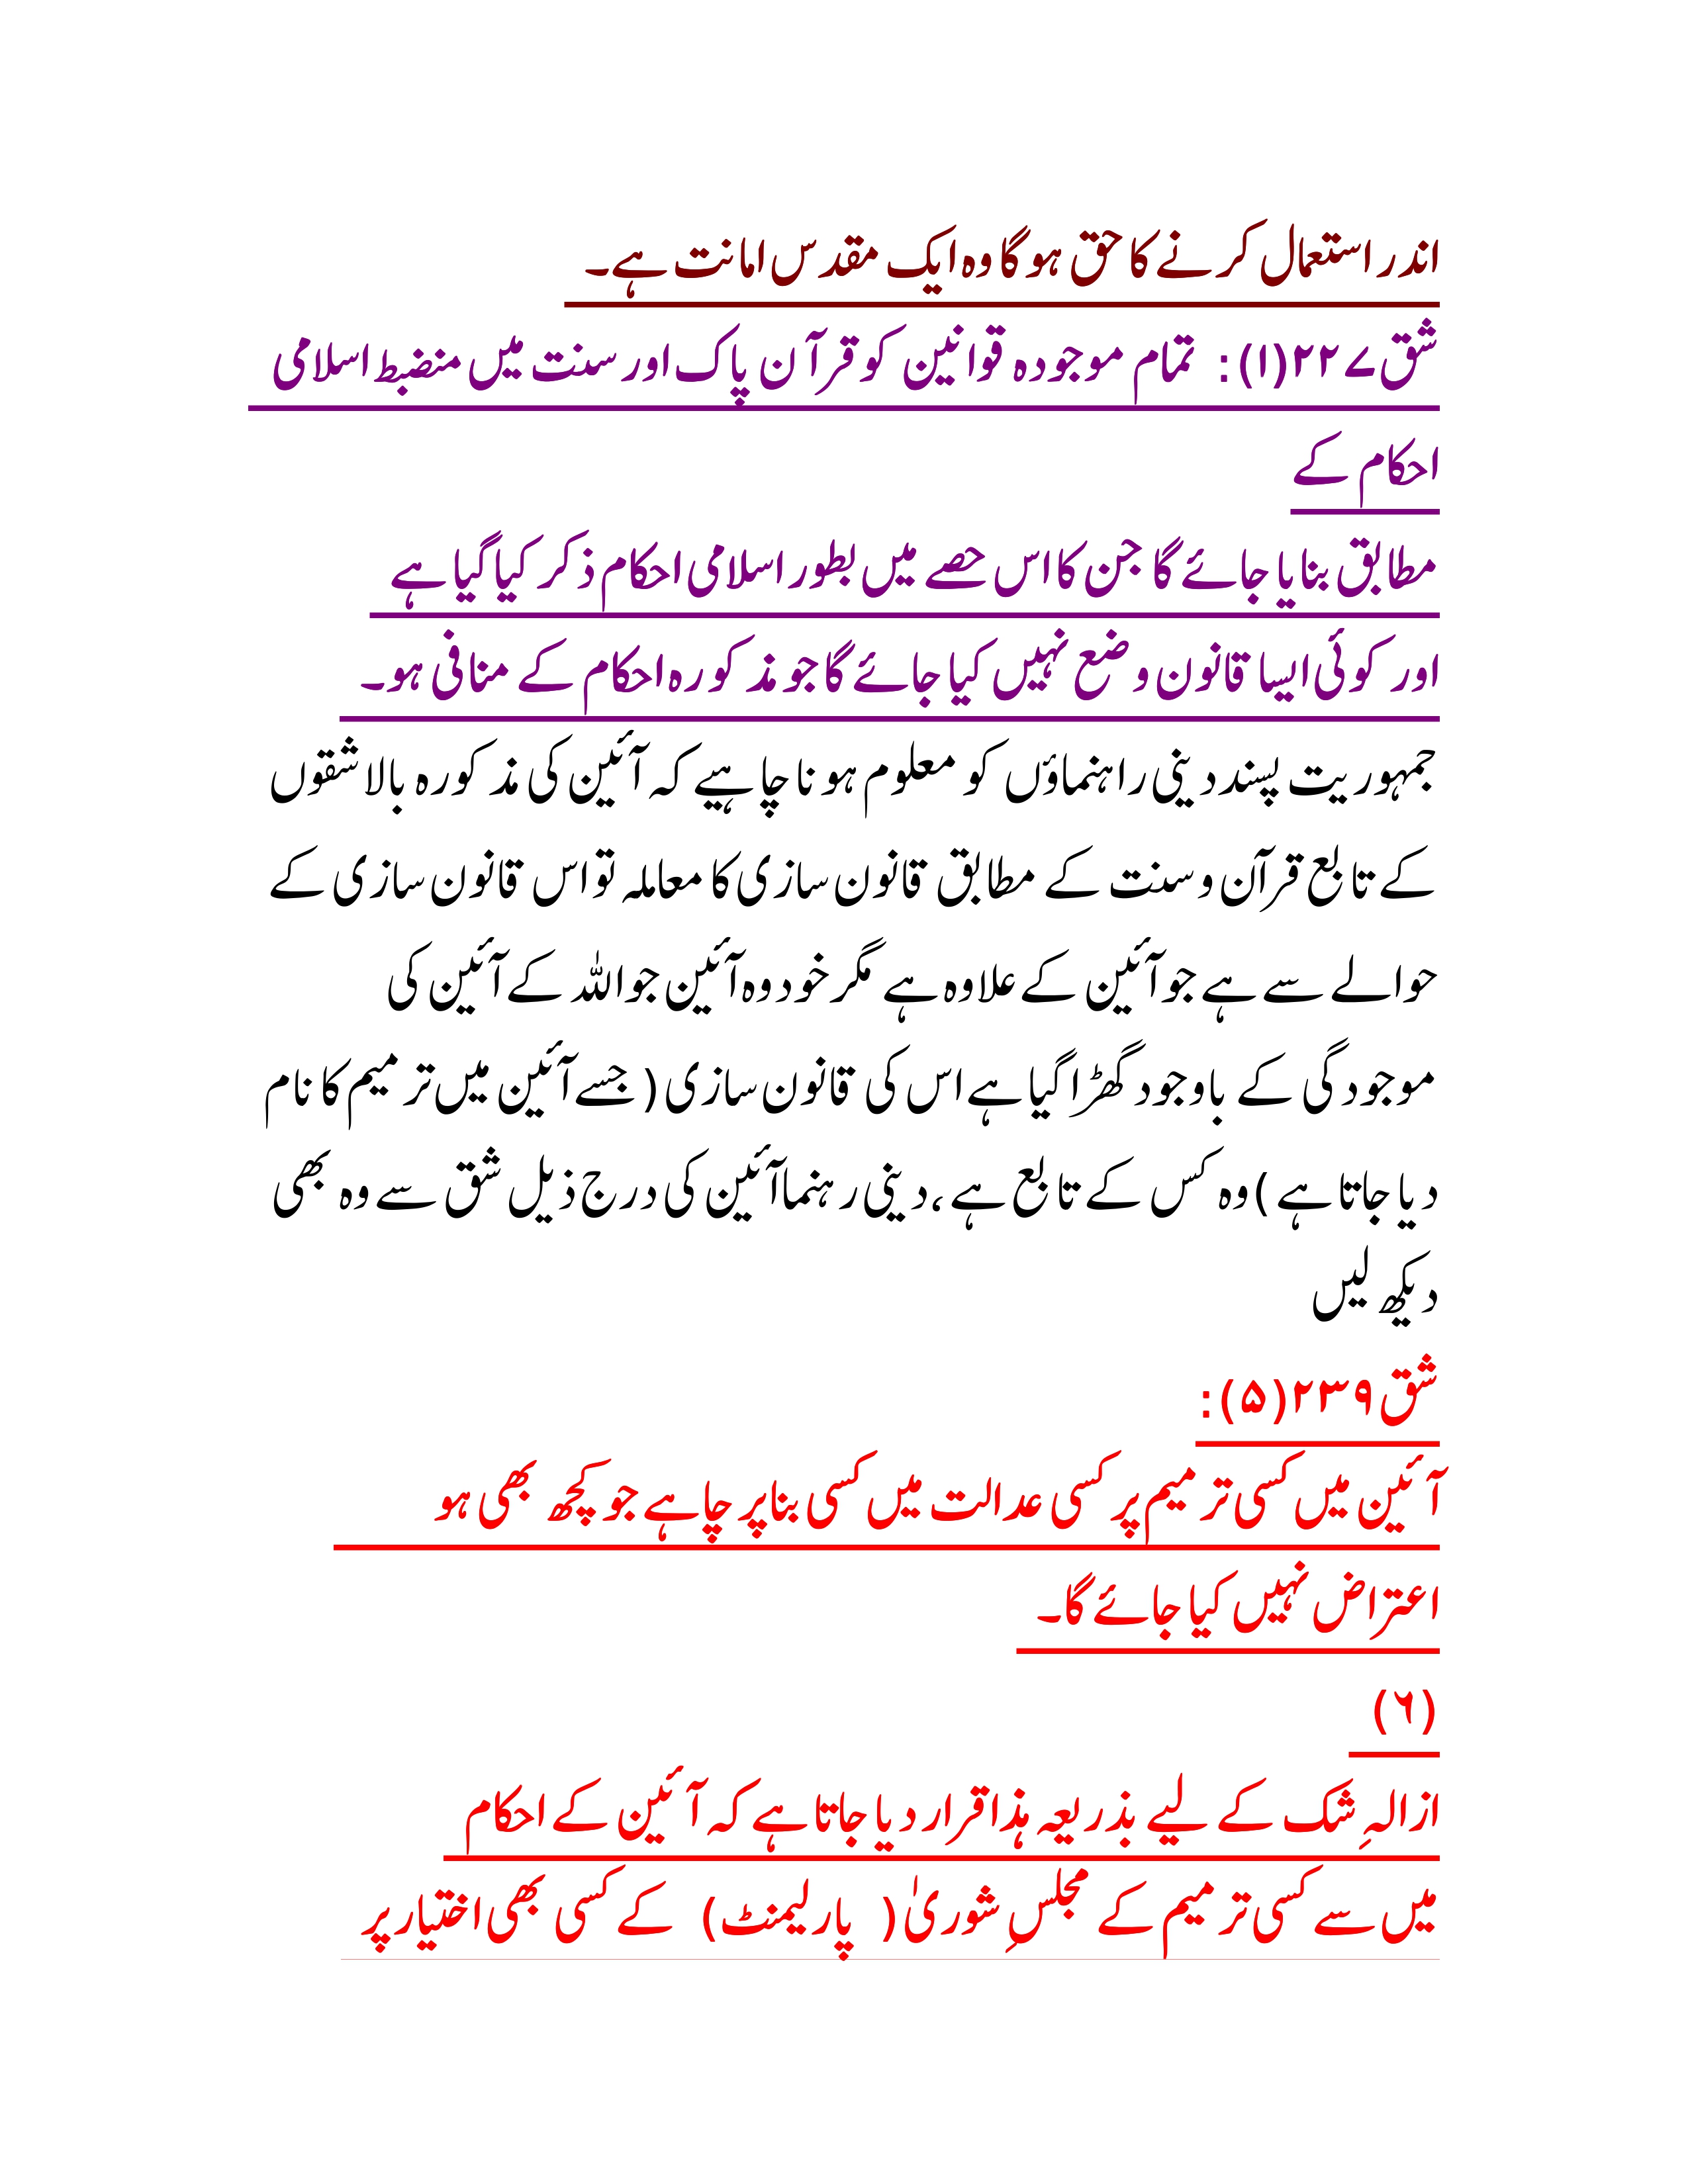 اندر استعمال کرنے کا حق ہو گا وہ ایک مقدس امانت ہے۔
شق ۲۲۷(۱): تمام موجودہ قوانین کو قرآن پاک اور سنت میں منضبط اسلامی
احکام کے
مطابق بنایا جائے گا جن کا اس حصے میں بطور اسلامی احکام ذکر کیا گیا ہے
اور کوئی ایسا قانون وضع نہیں کیا جائے گا جو مذکورہ احکام کے منافی ہو۔
جمہوریت پسند دینی راہنماؤں کو معلوم ہونا چاہیے کہ آئین کی مذکورہ بالا شقوں
کے تابع قرآن و سنت کے مطابق قانون سازی کا معاملہ تو اس قانون سازی کے
حوالے سے ہے جو آئین کے علاوہ ہے مگر خود وہ آئین جو اللہ کے آئین کی
موجودگی کے باوجود گھڑا گیا ہے اس کی قانون سازی (جسے آئین میں ترمیم کا نام
دیا جاتا ہے) وہ کس کے تابع ہے، دینی رہنما آئین کی درج ذیل شق سے وہ بھی
دیکھ لیں
شق ۲۳۹(۵):
آئین میں کسی ترمیم پر کسی عدالت میں کسی بنا پر چاہے جو کچھ بھی ہو
اعتراض نہیں کیا جائے گا۔
(۶)
ازالہِ شک کے لیے بذریعہ ہذا قرار دیا جاتا ہے کہ آئین کے احکام
میں سے کسی ترمیم کے مجلسِ شوریٰ (پارلیمنٹ) کے کسی بھی اختیار پر